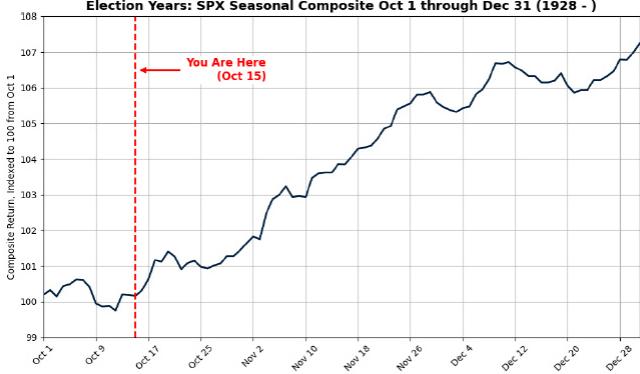 Election Years: SPX Seasonal Composite Oct 1 through Dec 31 (1928 - )
Composite Return, Indexed to 100 from Oct 1
108
107
106
105
104
103
102
101
100
99
You Are Here
(Oct 15)
Oct 1
Oct 9
Oct 17
Oct 25
Nov 2
Nov 10
Nov 18
Nov 26
Dec 4
Dec 12
Dec 20
Dec 28